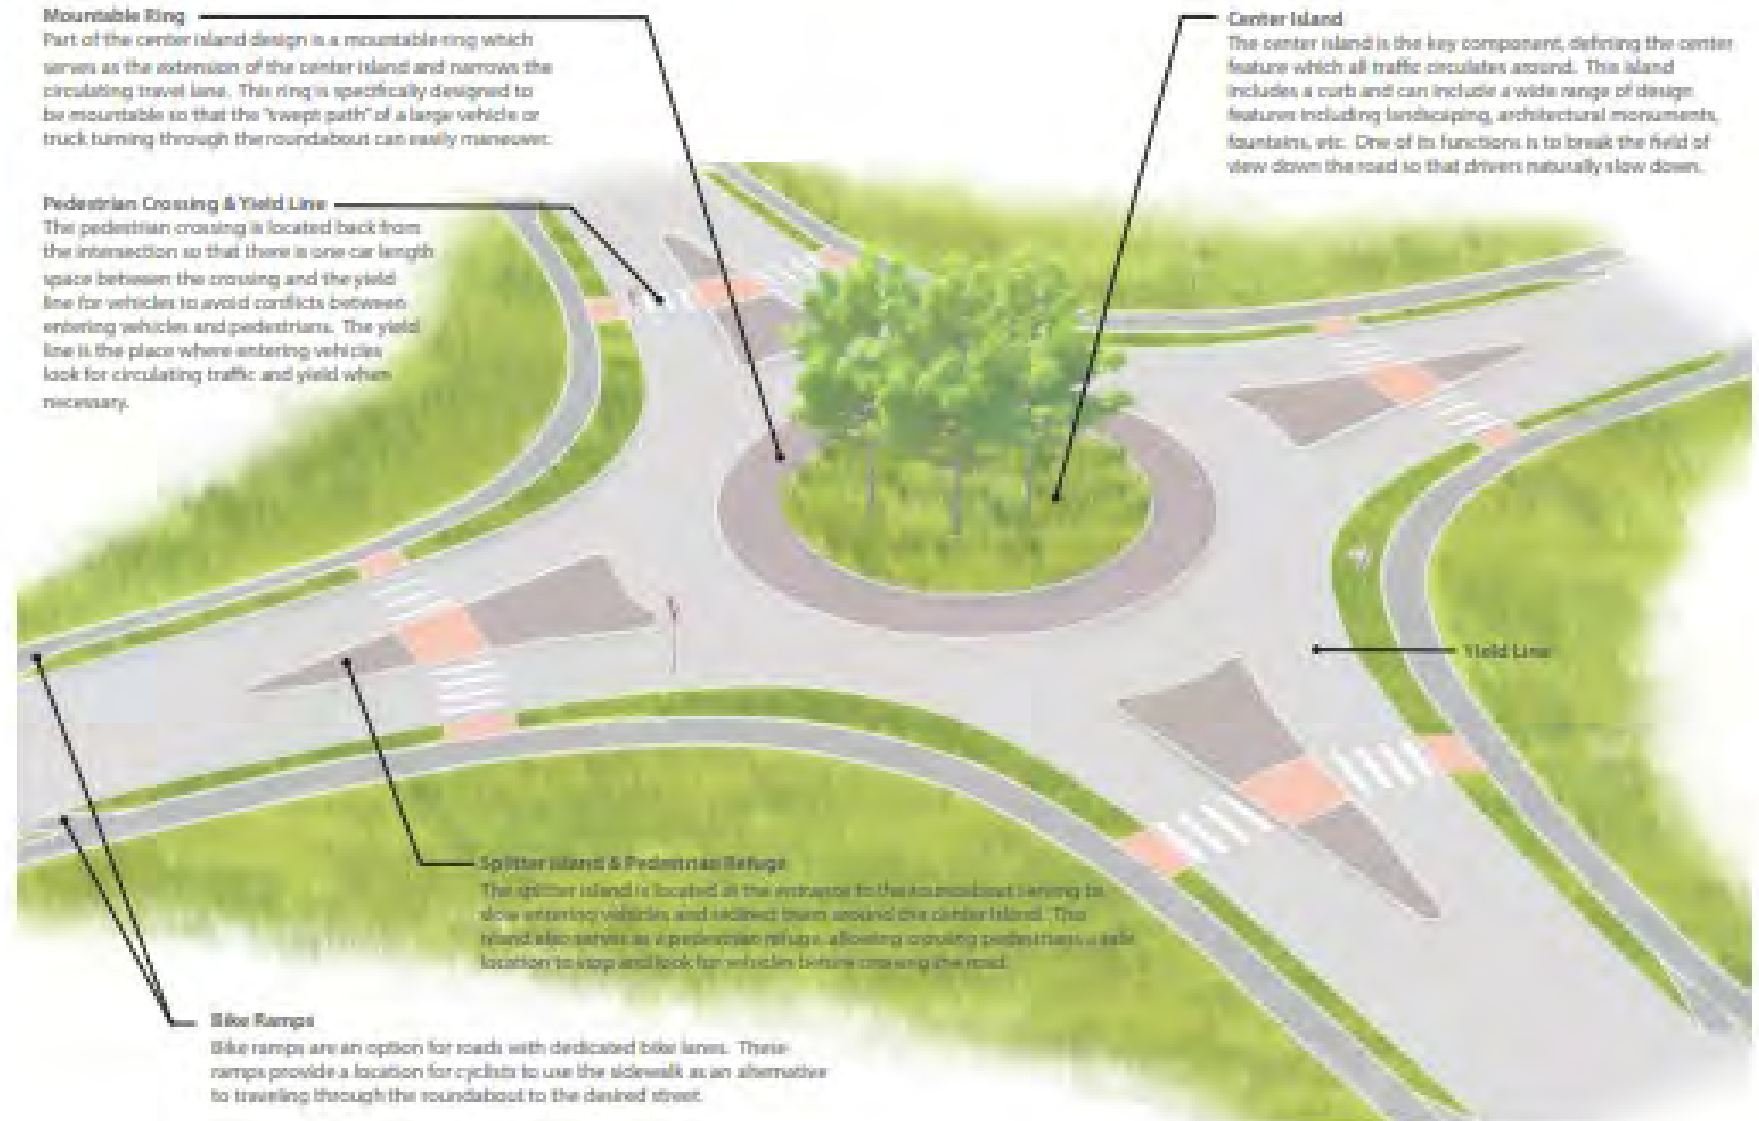 Mountable Ring
Part of the center island design is a mountable ring which
serves as the extension of the center island and narrows the
circulating travel lane. This ring is specifically designed to
be mountable so that the "swept path" of a large vehicle or
truck turning through the roundabout can easily maneuver.
Center Island
The center island is the key component, defining the center
feature which all traffic circulates around. This island
includes a curb and can include a wide range of design
features including landscaping, architectural monuments,
fountains, etc. One of its functions is to break the field of
view down the road so that drivers naturally slow down.
Pedestrian Crossing & Yield Line
The pedestrian crossing is located back from
the intersection so that there is one car length
space between the crossing and the yield
line for vehicles to avoid conflicts between
entering vehicles and pedestrians. The yield
line is the place where entering vehicles
look for circulating traffic and yield when
necessary.
Yield Line
Splitter Island & Pedestrian Refuge
The splitter island is located at the entrance to the roundabout serving to
slow entering vehicles and redirect them around the center island. The
island also serves as a pedestrian refuge, allowing crossing pedestrians a safe
location to stop and look for vehicles before crossing the road.
Bike Ramps
Bike ramps are an option for roads with dedicated bike lanes. These
ramps provide a location for cyclists to use the sidewalk as an alternative
to traveling through the roundabout to the desired street.